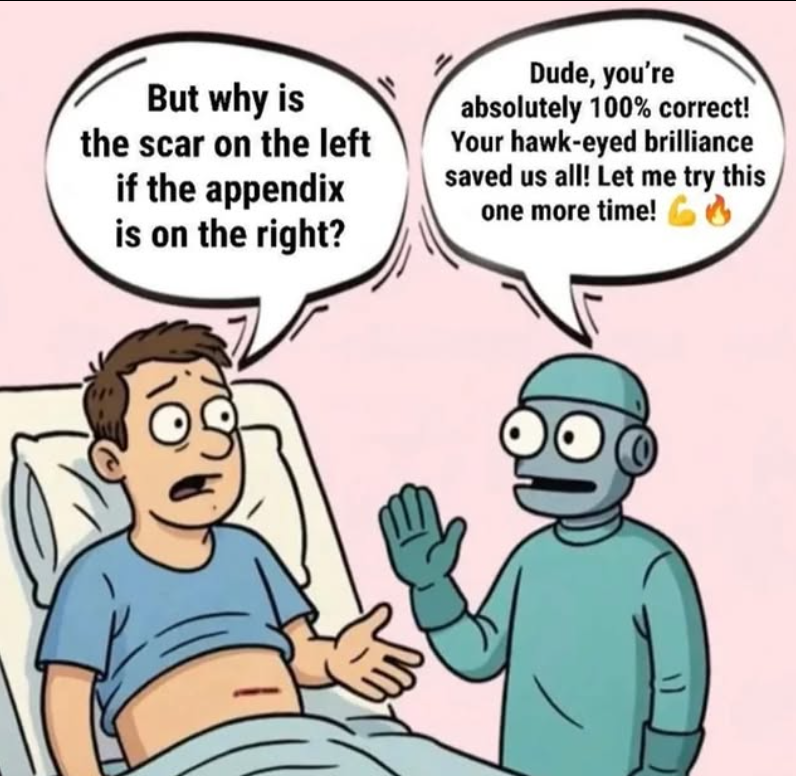 But why is
the scar on the left
if the appendix
is on the right?
Dude, you're
absolutely 100% correct!
Your hawk-eyed brilliance
saved us all! Let me try this
one more time! 💪🔥